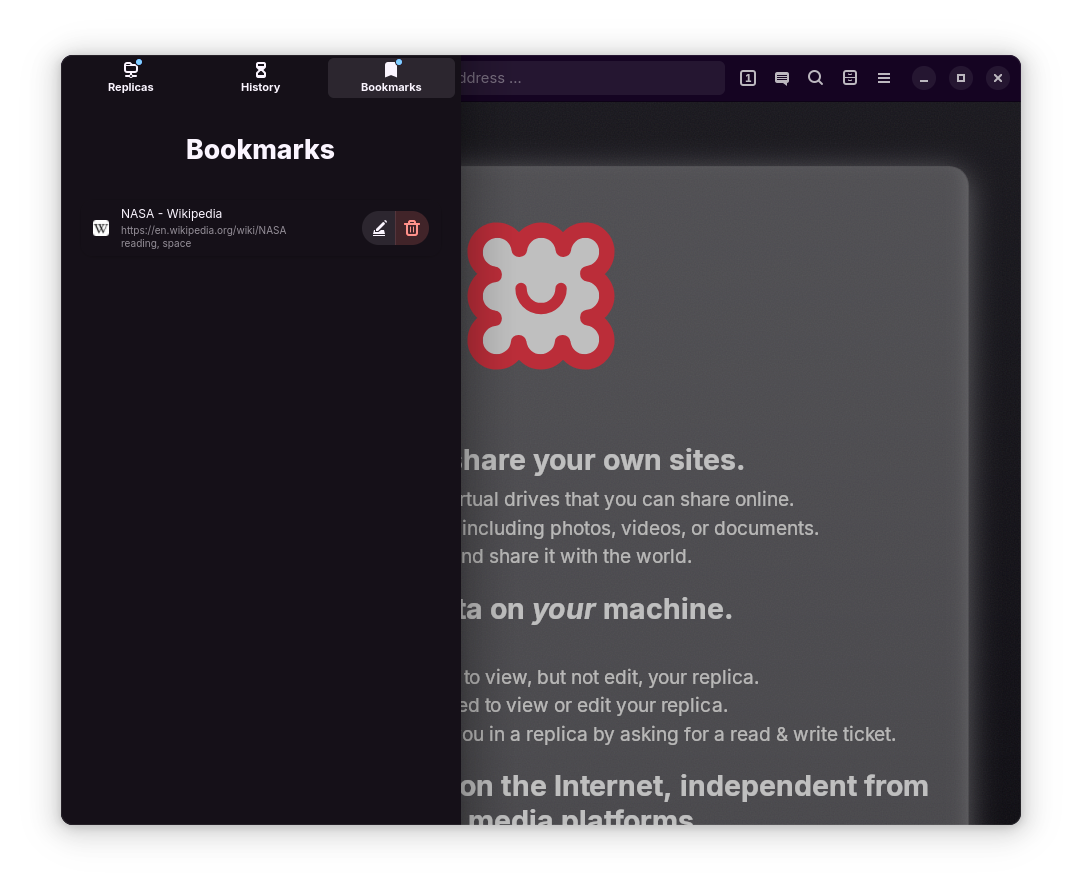 Replicas
History
Bookmarks
ddress ...
1
Bookmarks
NASA - Wikipedia
https://en.wikipedia.org/wiki/NASA
reading, space
W
share your own sites.
rtual drives that you can share online.
including photos, videos, or documents.
nd share it with the world.
ta on your machine.
to view, but not edit, your replica.
ed to view or edit your replica.
ou in a replica by asking for a read & write ticket.
on the Internet, independent from
media platforms